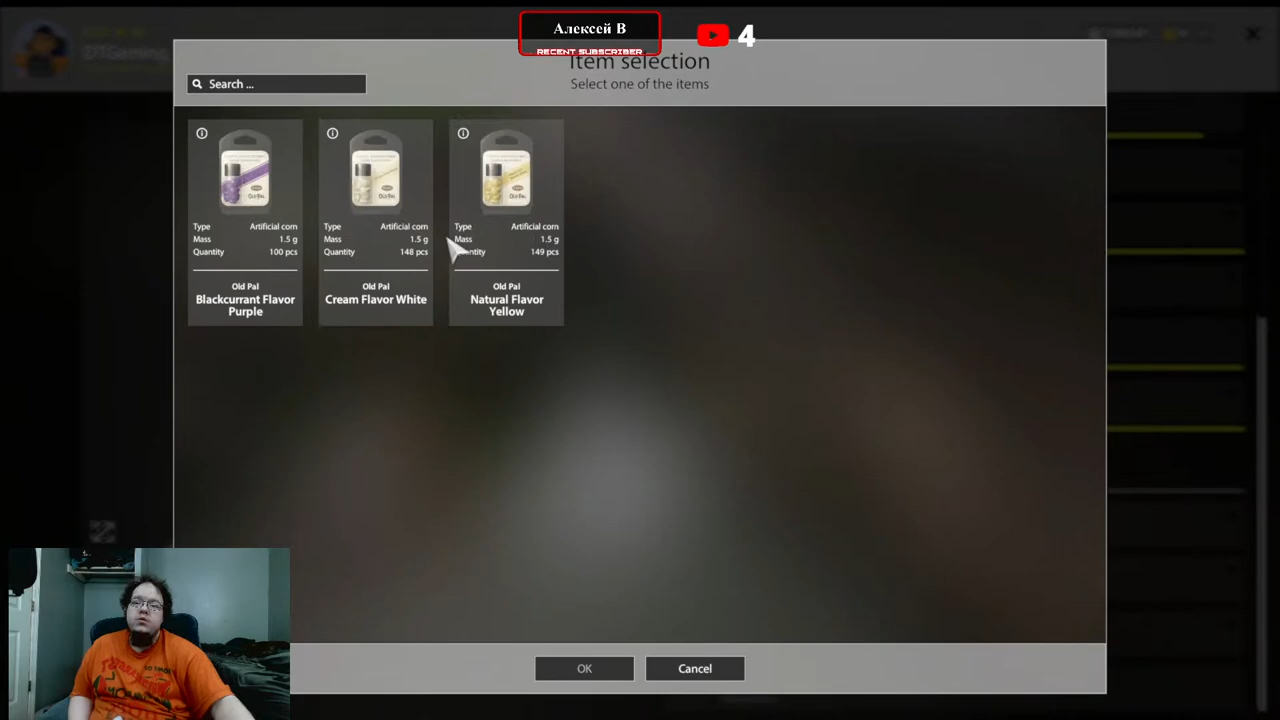 Алексей В
RECENT SUBSCRIBER
4
Item selection
Select one of the items
Search ...
Type Artificial corn
Mass 1.5 g
Quantity 100 pcs
Old Pal
Blackcurrant Flavor
Purple
Type Artificial corn
Mass 1.5 g
Quantity 148 pcs
Old Pal
Cream Flavor White
Type Artificial corn
Mass 1.5 g
149 pcs
Old Pal
Natural Flavor
Yellow
OK
Cancel